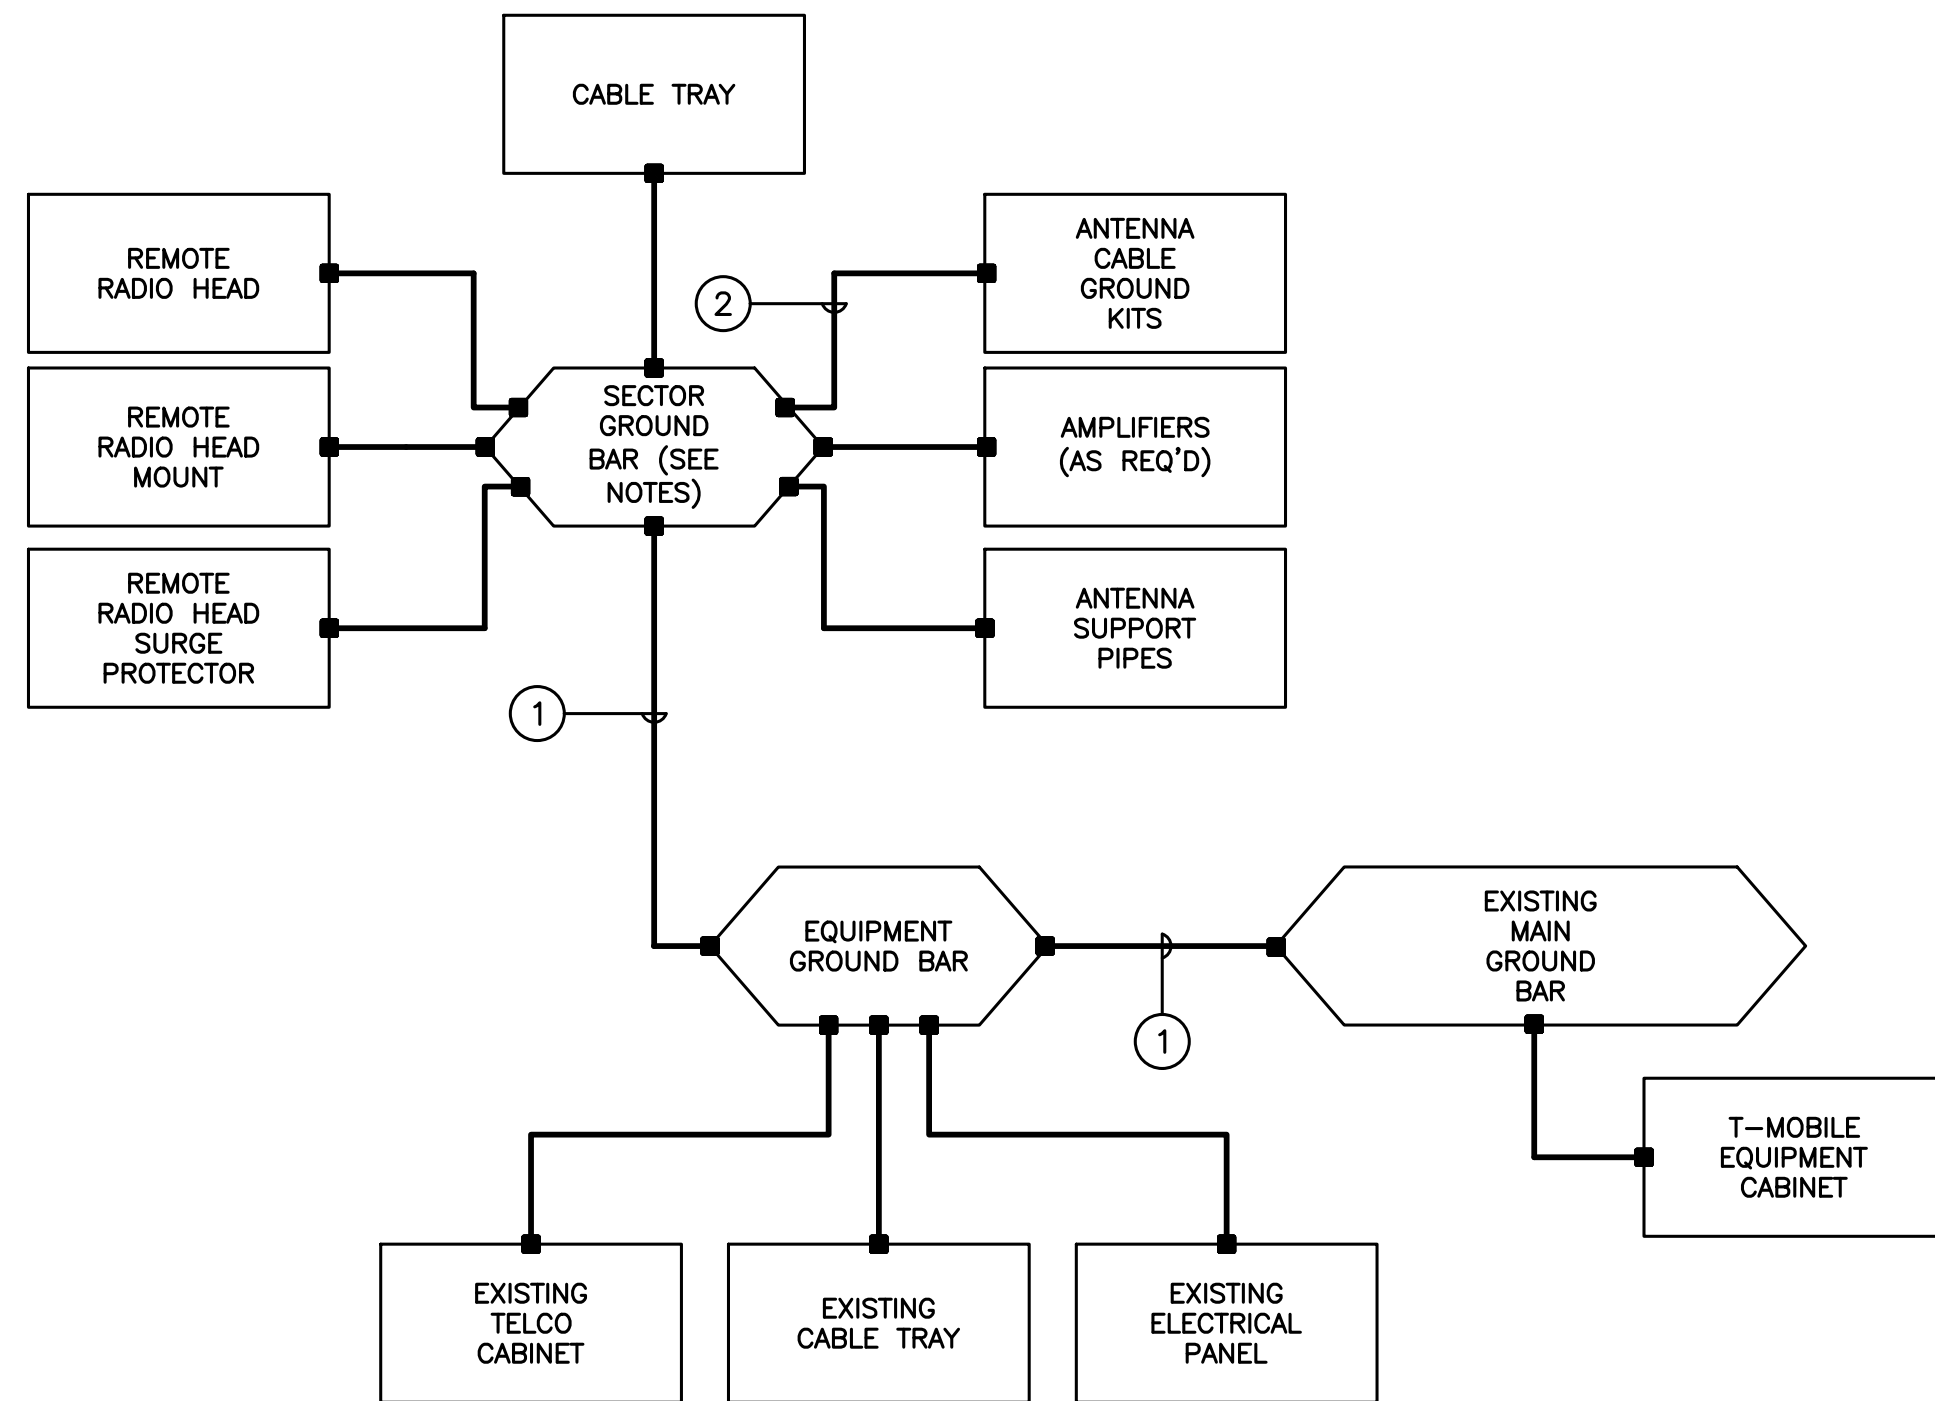 CABLE TRAY
REMOTE
RADIO HEAD
ANTENNA
CABLE
GROUND
KITS
2
REMOTE
RADIO HEAD
MOUNT
SECTOR
GROUND
BAR (SEE
NOTES)
AMPLIFIERS
(AS REQ'D)
REMOTE
RADIO HEAD
SURGE
PROTECTOR
ANTENNA
SUPPORT
PIPES
1
EQUIPMENT
GROUND BAR
EXISTING
MAIN
GROUND
BAR
1
T-MOBILE
EQUIPMENT
CABINET
EXISTING
TELCO
CABINET
EXISTING
CABLE TRAY
EXISTING
ELECTRICAL
PANEL